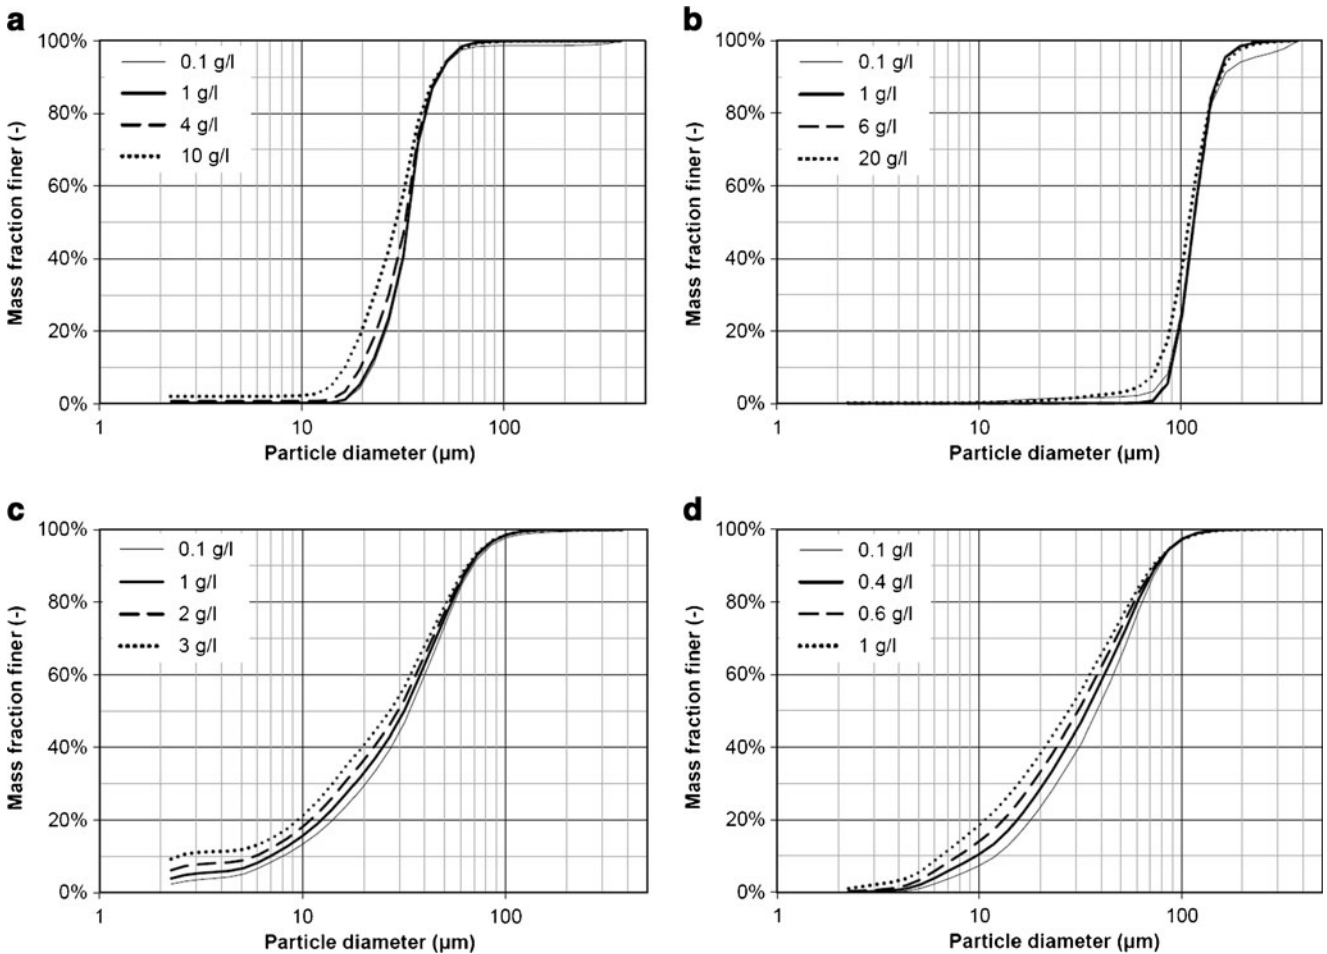 a
100%
80%
60%
40%
20%
0%
Mass fraction finer (-)
0.1 g/l
1 g/l
4 g/l
10 g/l
1
10
100
Particle diameter (µm)
b
100%
80%
60%
40%
20%
0%
Mass fraction finer (-)
0.1 g/l
1 g/l
6 g/l
20 g/l
1
10
100
Particle diameter (µm)
c
100%
80%
60%
40%
20%
0%
Mass fraction finer (-)
0.1 g/l
1 g/l
2 g/l
3 g/l
1
10
100
Particle diameter (µm)
d
100%
80%
60%
40%
20%
0%
Mass fraction finer (-)
0.1 g/l
0.4 g/l
0.6 g/l
1 g/l
1
10
100
Particle diameter (µm)